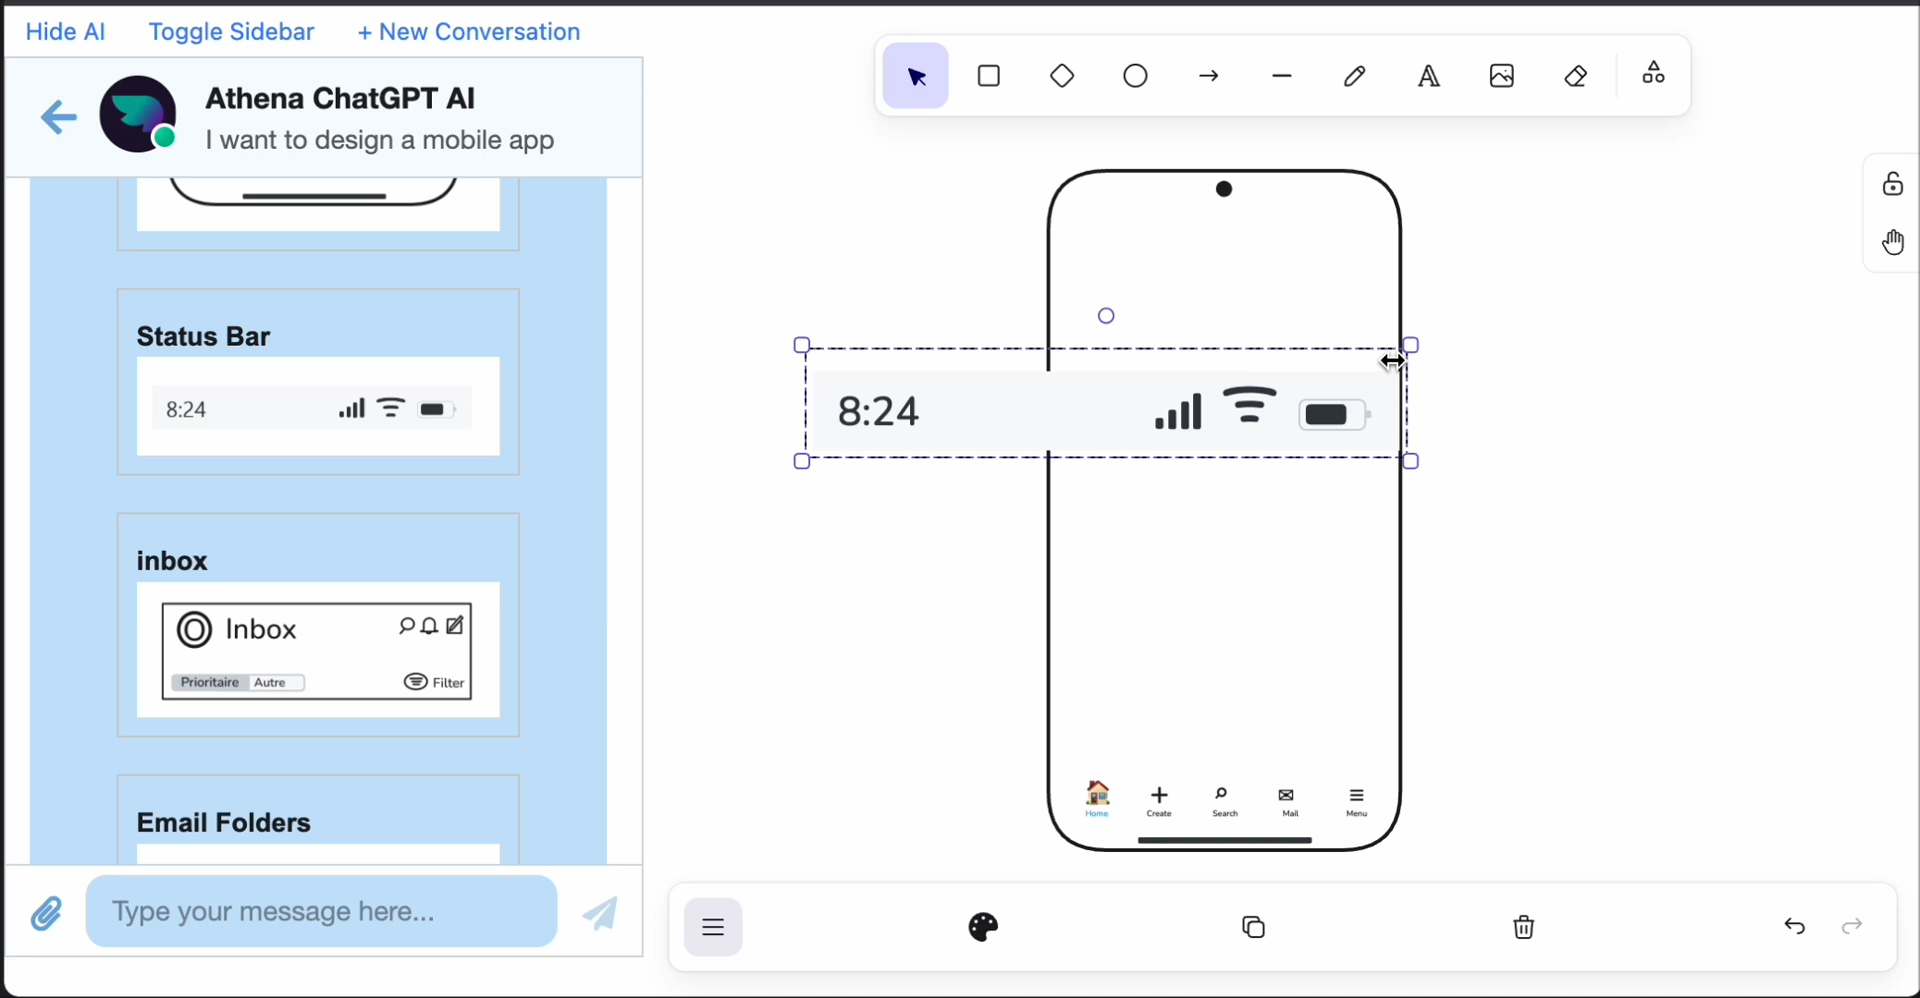 Hide AI
Toggle Sidebar
+ New Conversation
Athena ChatGPT AI
I want to design a mobile app
Status Bar
8:24
inbox
Inbox
Prioritaire
Autre
Filter
Email Folders
Type your message here...
8:24
Home
Create
Search
Mail
Menu